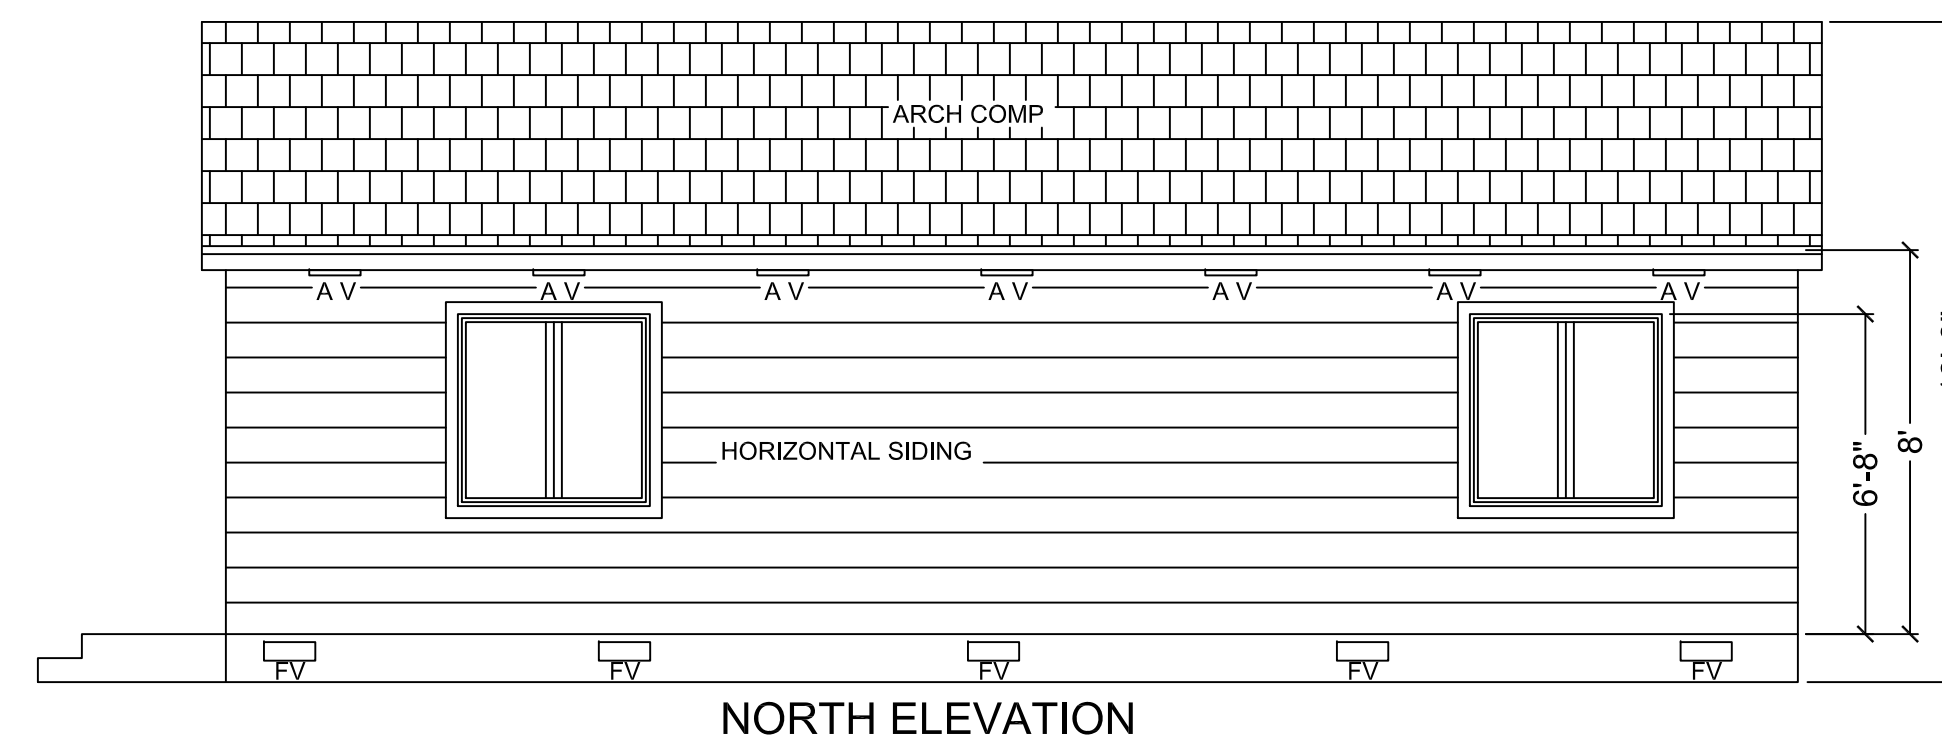 ARCH COMP
A V A V A V A V A V A V A V
HORIZONTAL SIDING
6'-8"
8'
FV FV FV FV FV
NORTH ELEVATION